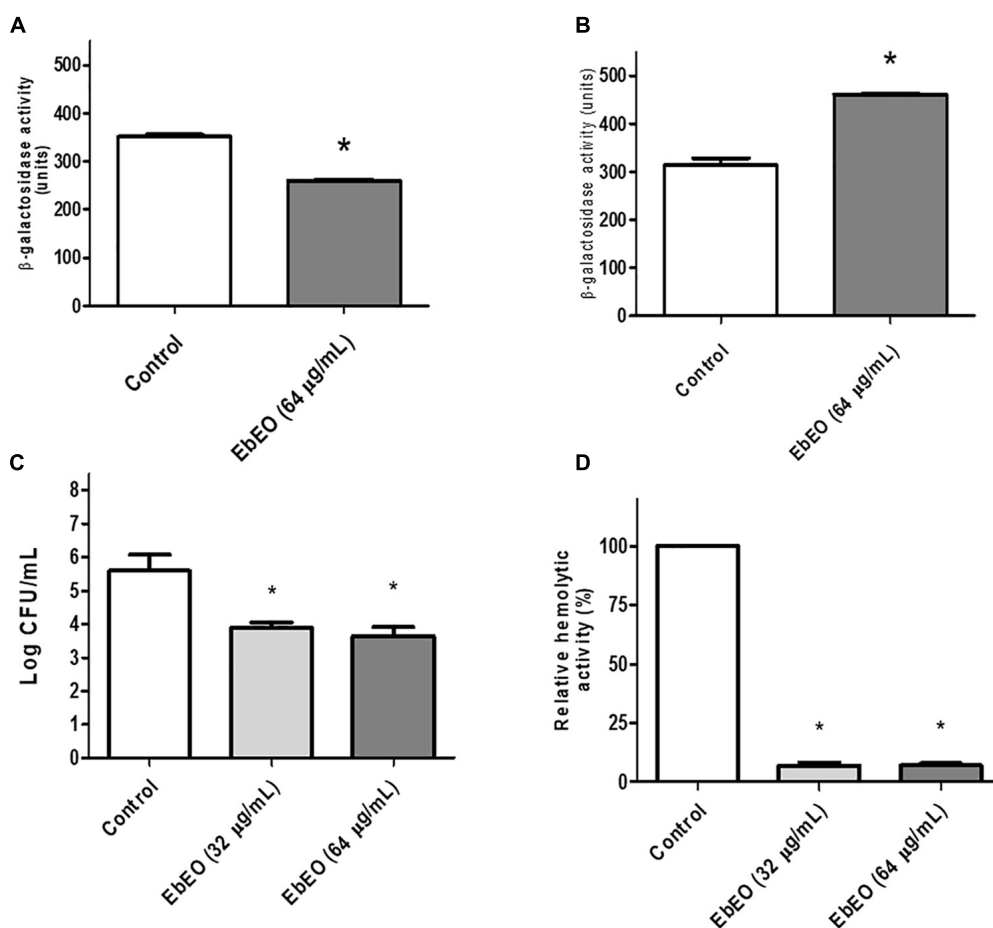 A
β-galactosidase activity
(units)
500
400
300
200
100
0
*
Control
EbEO (64 µg/mL)
B
β-galactosidase activity (units)
500
400
300
200
100
0
*
Control
EbEO (64 µg/mL)
C
Log CFU/mL
8
7
6
5
4
3
2
1
0
*
*
Control
EbEO (32 µg/mL)
EbEO (64 µg/mL)
D
Relative hemolytic
activity (%)
100
75
50
25
0
*
*
Control
EbEO (32 µg/mL)
EbEO (64 µg/mL)